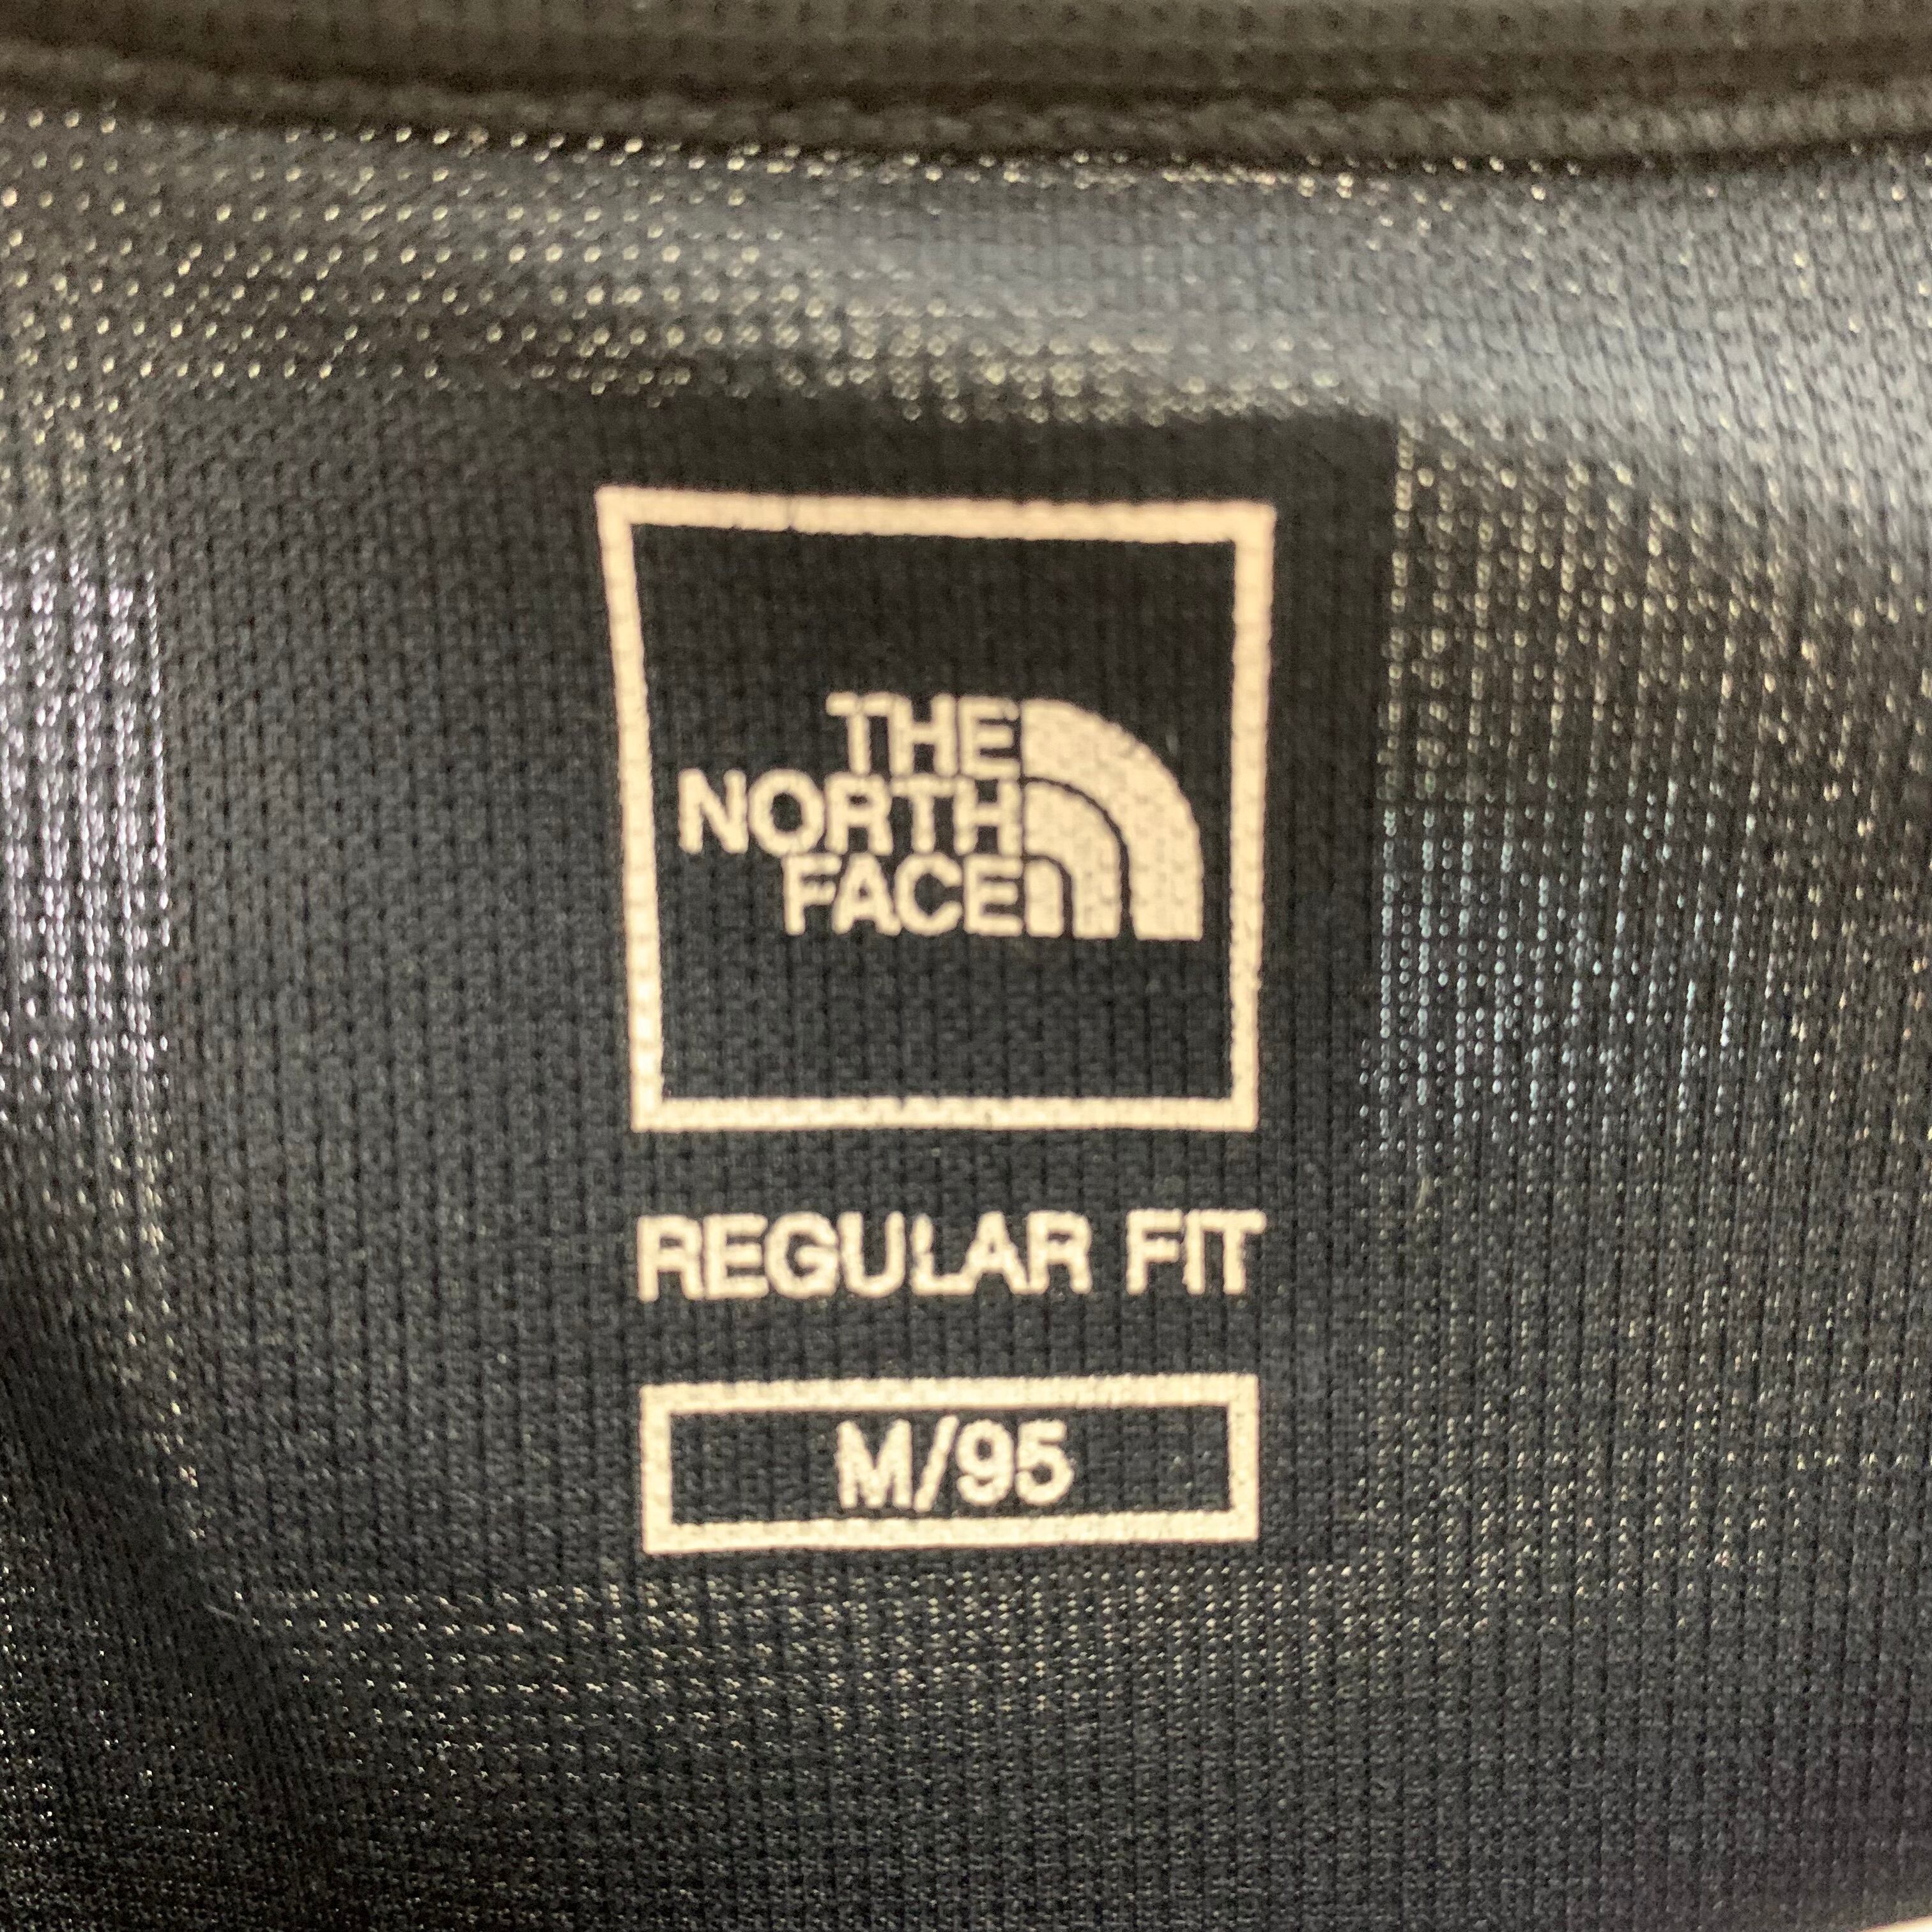 THE
NORTH
FACE
REGULAR FIT
M/95